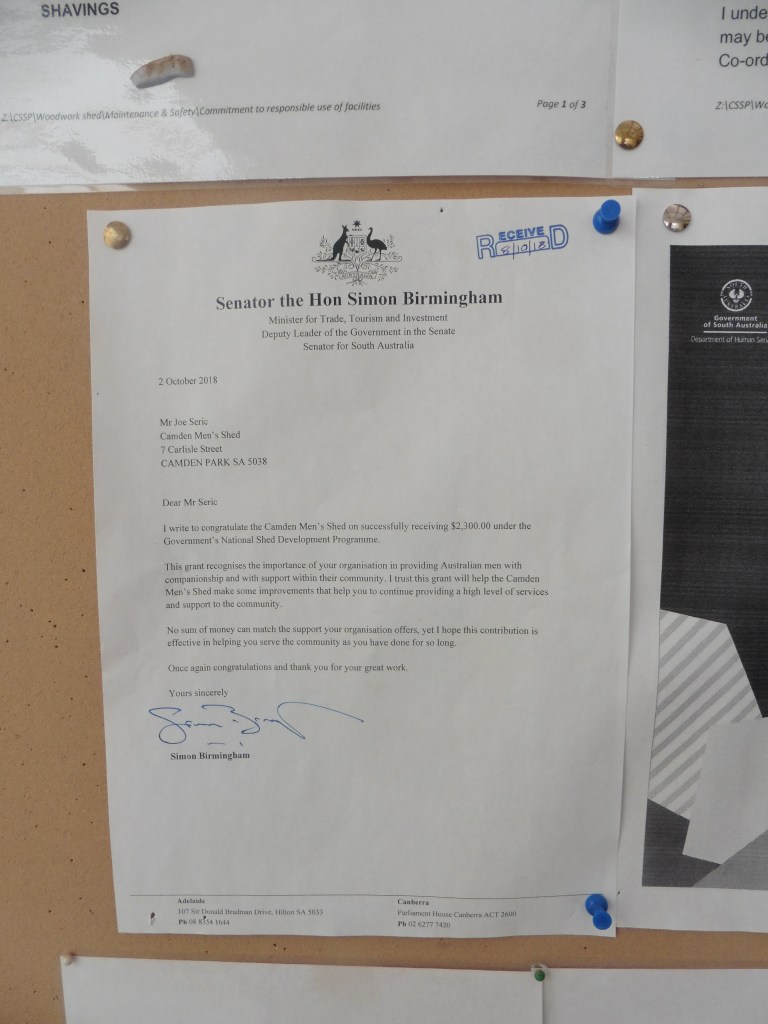 SHAVINGS
Z:\CSSP\Woodwork shed\Maintenance & Safety\Commitment to responsible use of facilities
Page 1 of 3
I unde
may be
Co-ord
Z:\CSSP\Wo
RECEIVED
8/10/18
Senator the Hon Simon Birmingham
Minister for Trade, Tourism and Investment
Deputy Leader of the Government in the Senate
Senator for South Australia
2 October 2018
Mr Joe Seric
Camden Men's Shed
7 Carlisle Street
CAMDEN PARK SA 5038
Dear Mr Seric
I write to congratulate the Camden Men's Shed on successfully receiving $2,300.00 under the
Government's National Shed Development Programme.
This grant recognises the importance of your organisation in providing Australian men with
companionship and with support within their community. I trust this grant will help the Camden
Men's Shed make some improvements that help you to continue providing a high level of services
and support to the community.
No sum of money can match the support your organisation offers, yet I hope this contribution is
effective in helping you serve the community as you have done for so long.
Once again congratulations and thank you for your great work.
Yours sincerely
Simon Birmingham
Adelaide
107 Sir Donald Bradman Drive, Hilton SA 5033
Ph 08 8354 1644
Canberra
Parliament House Canberra ACT 2600
Ph 02 6277 7420
SOUTH AUSTRALIA
Government
of South Australia
Department of Human Serv